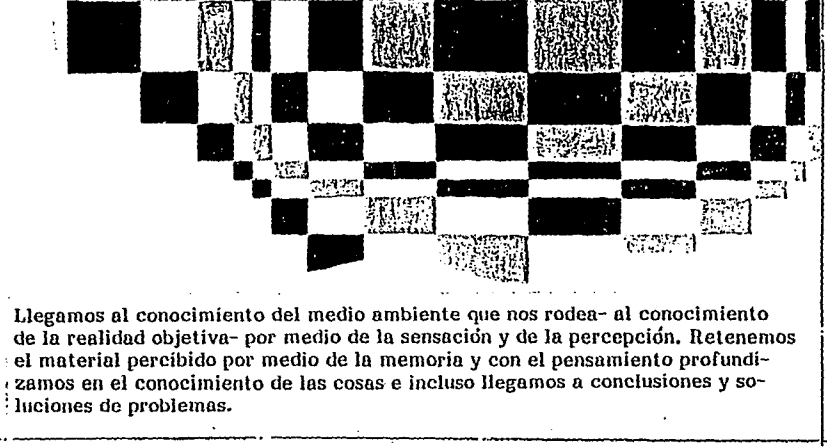 Llegamos al conocimiento del medio ambiente que nos rodea- al conocimiento
de la realidad objetiva- por medio de la sensación y de la percepción. Retenemos
el material percibido por medio de la memoria y con el pensamiento profundi-
zamos en el conocimiento de las cosas e incluso llegamos a conclusiones y so-
luciones de problemas.